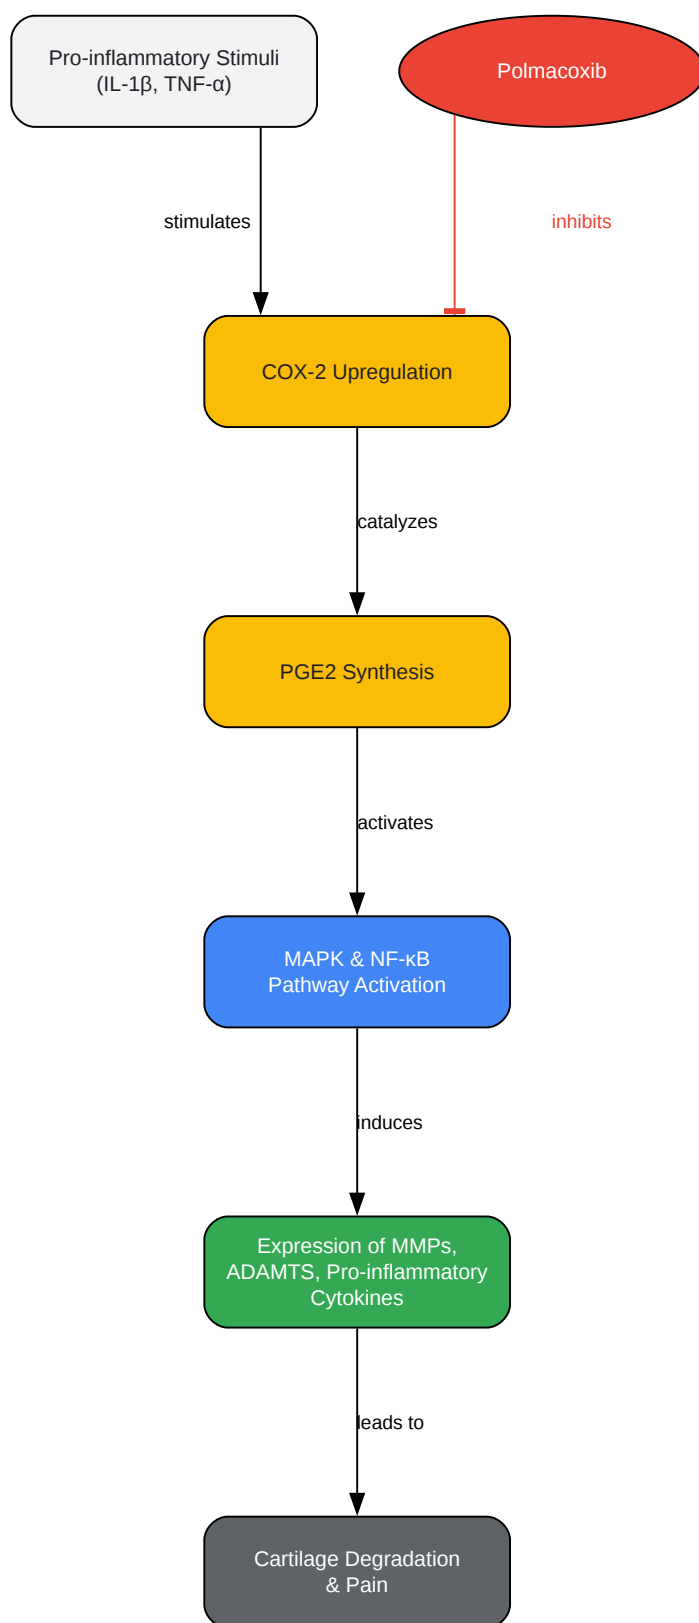 Pro-inflammatory Stimuli
(IL-1β, TNF-α)
Polmacoxib
stimulates
inhibits
COX-2 Upregulation
catalyzes
PGE2 Synthesis
activates
MAPK & NF-κB
Pathway Activation
induces
Expression of MMPs,
ADAMTS, Pro-inflammatory
Cytokines
leads to
Cartilage Degradation
& Pain